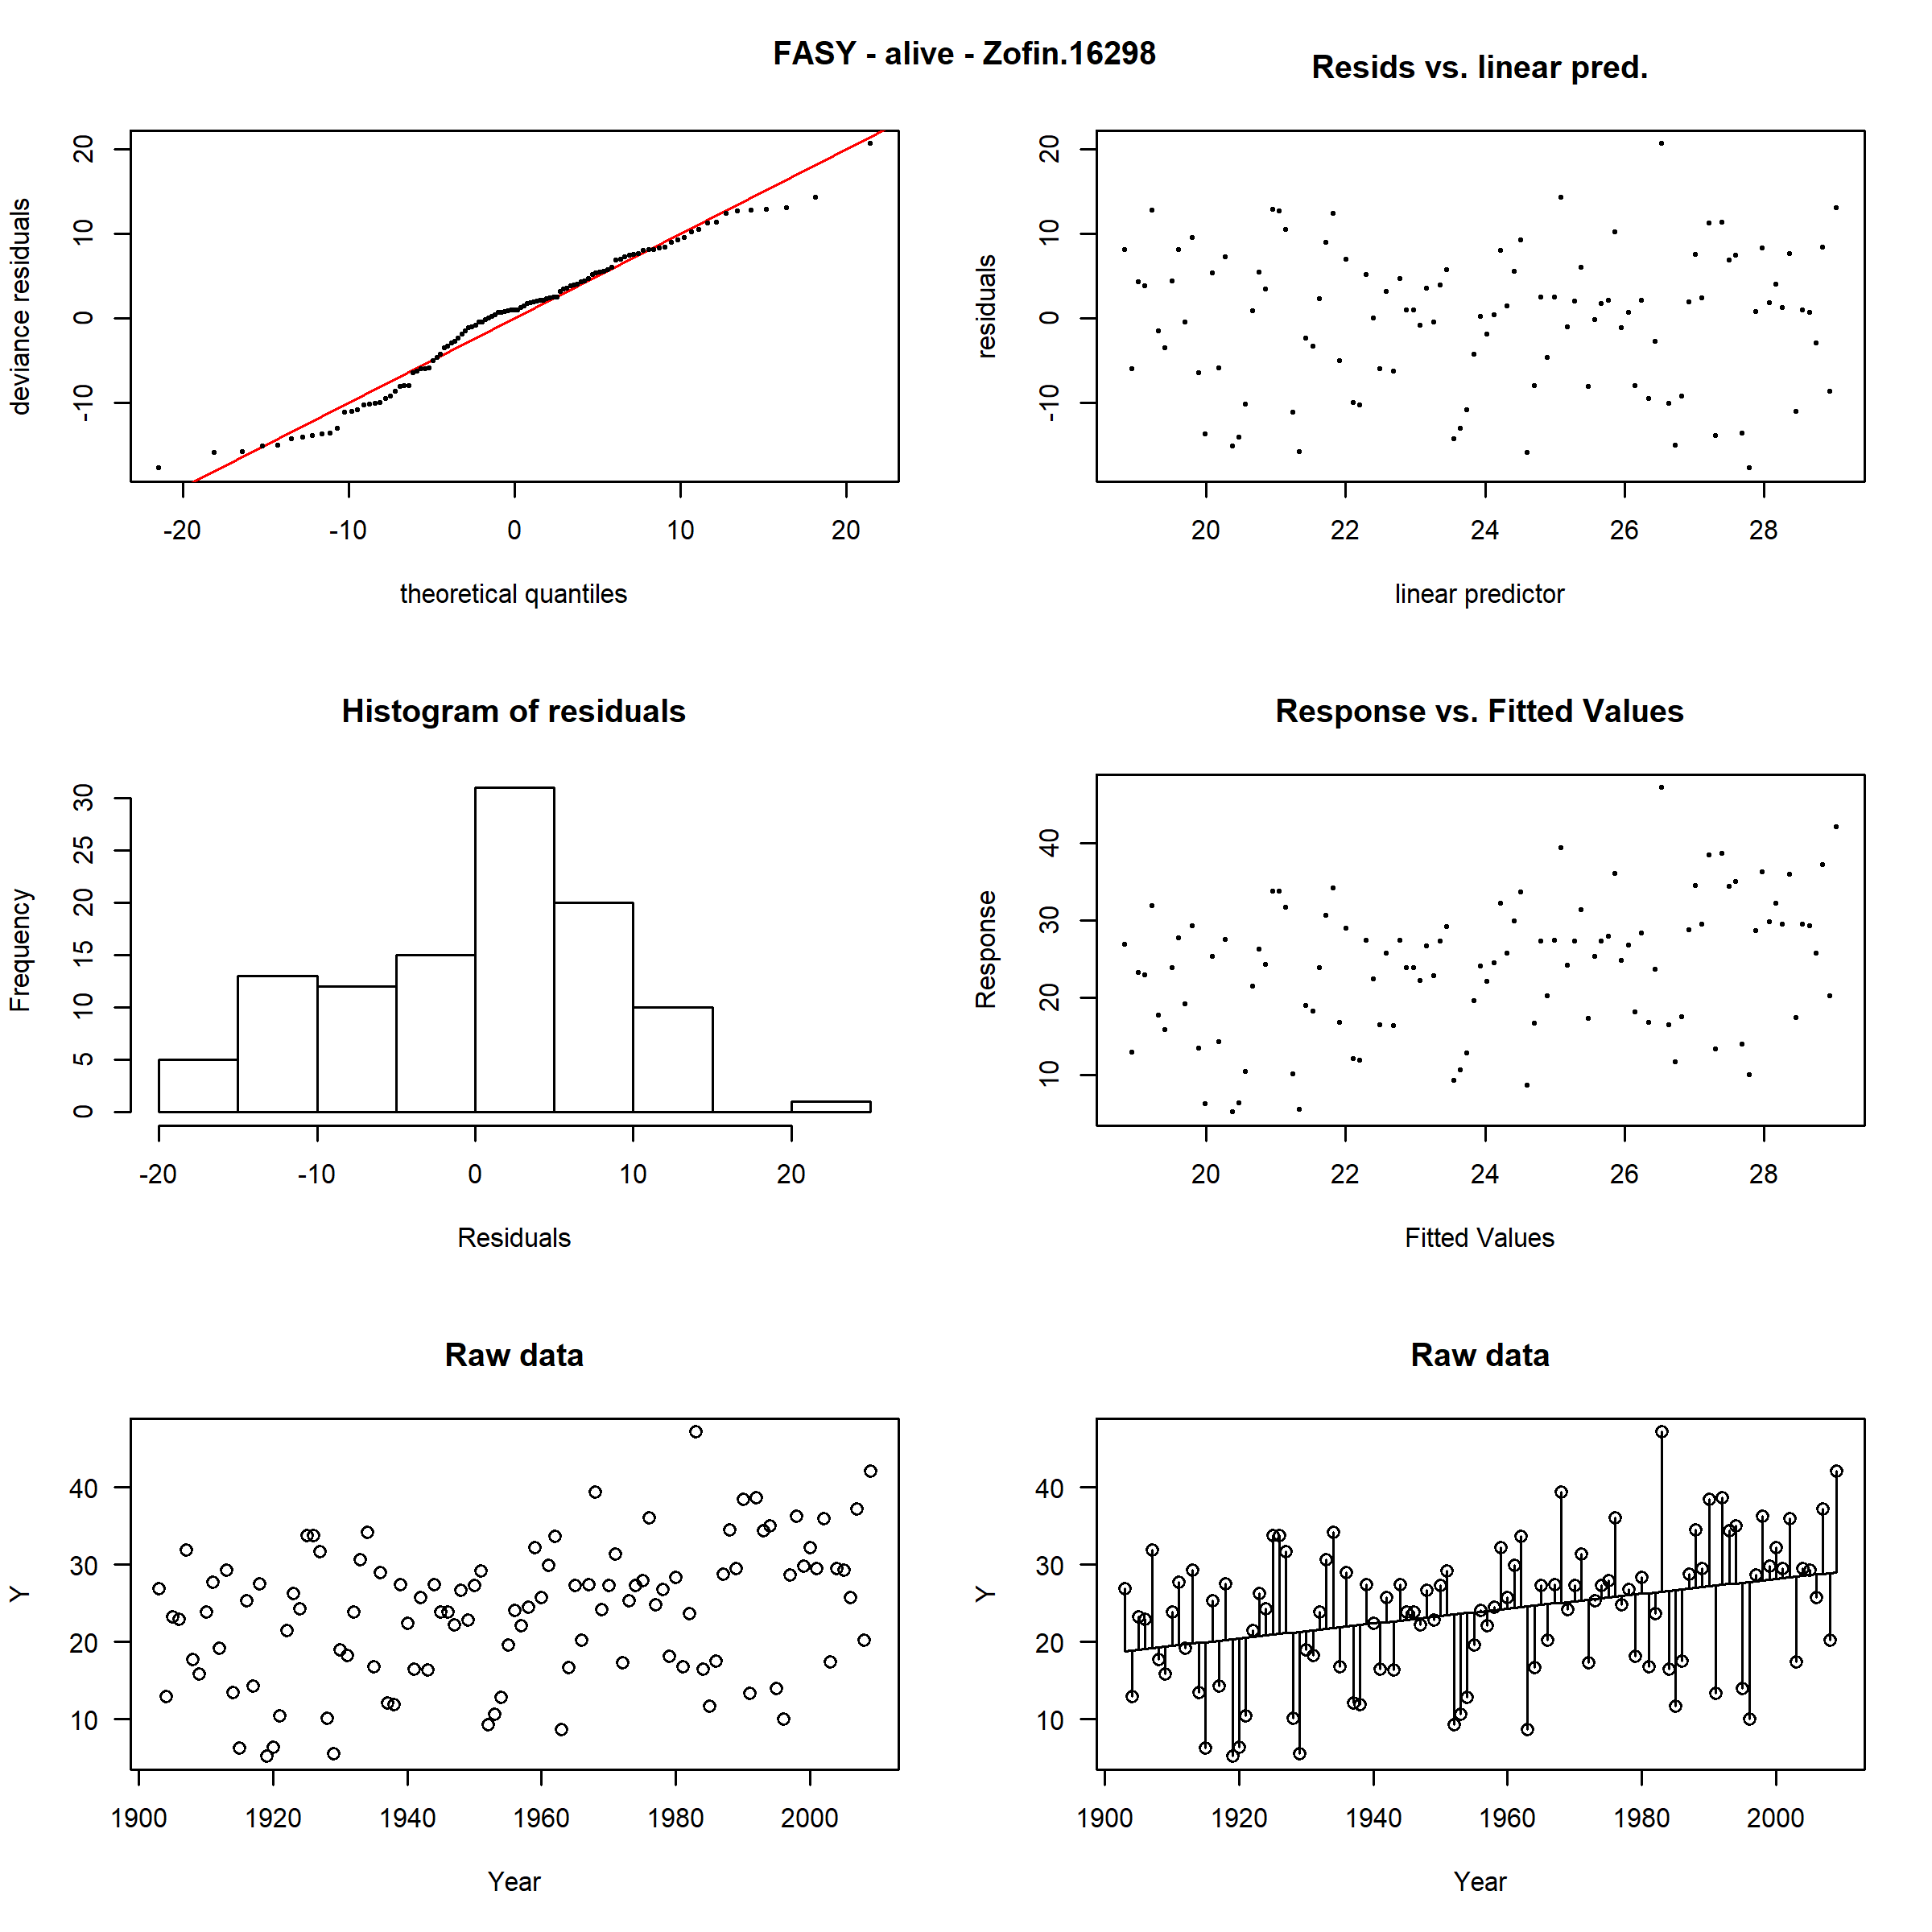 FASY - alive - Zofin.16298
Resids vs. linear pred.
deviance residuals
-10 0 10 20
-20 -10 0 10 20
theoretical quantiles
residuals
-10 0 10 20
20 22 24 26 28
linear predictor
Histogram of residuals
Frequency
0 5 10 15 20 25 30
-20 -10 0 10 20
Residuals
Response vs. Fitted Values
Response
10 20 30 40
20 22 24 26 28
Fitted Values
Raw data
Y
40
30
20
10
1900 1920 1940 1960 1980 2000
Year
Raw data
Y
40
30
20
10
1900 1920 1940 1960 1980 2000
Year